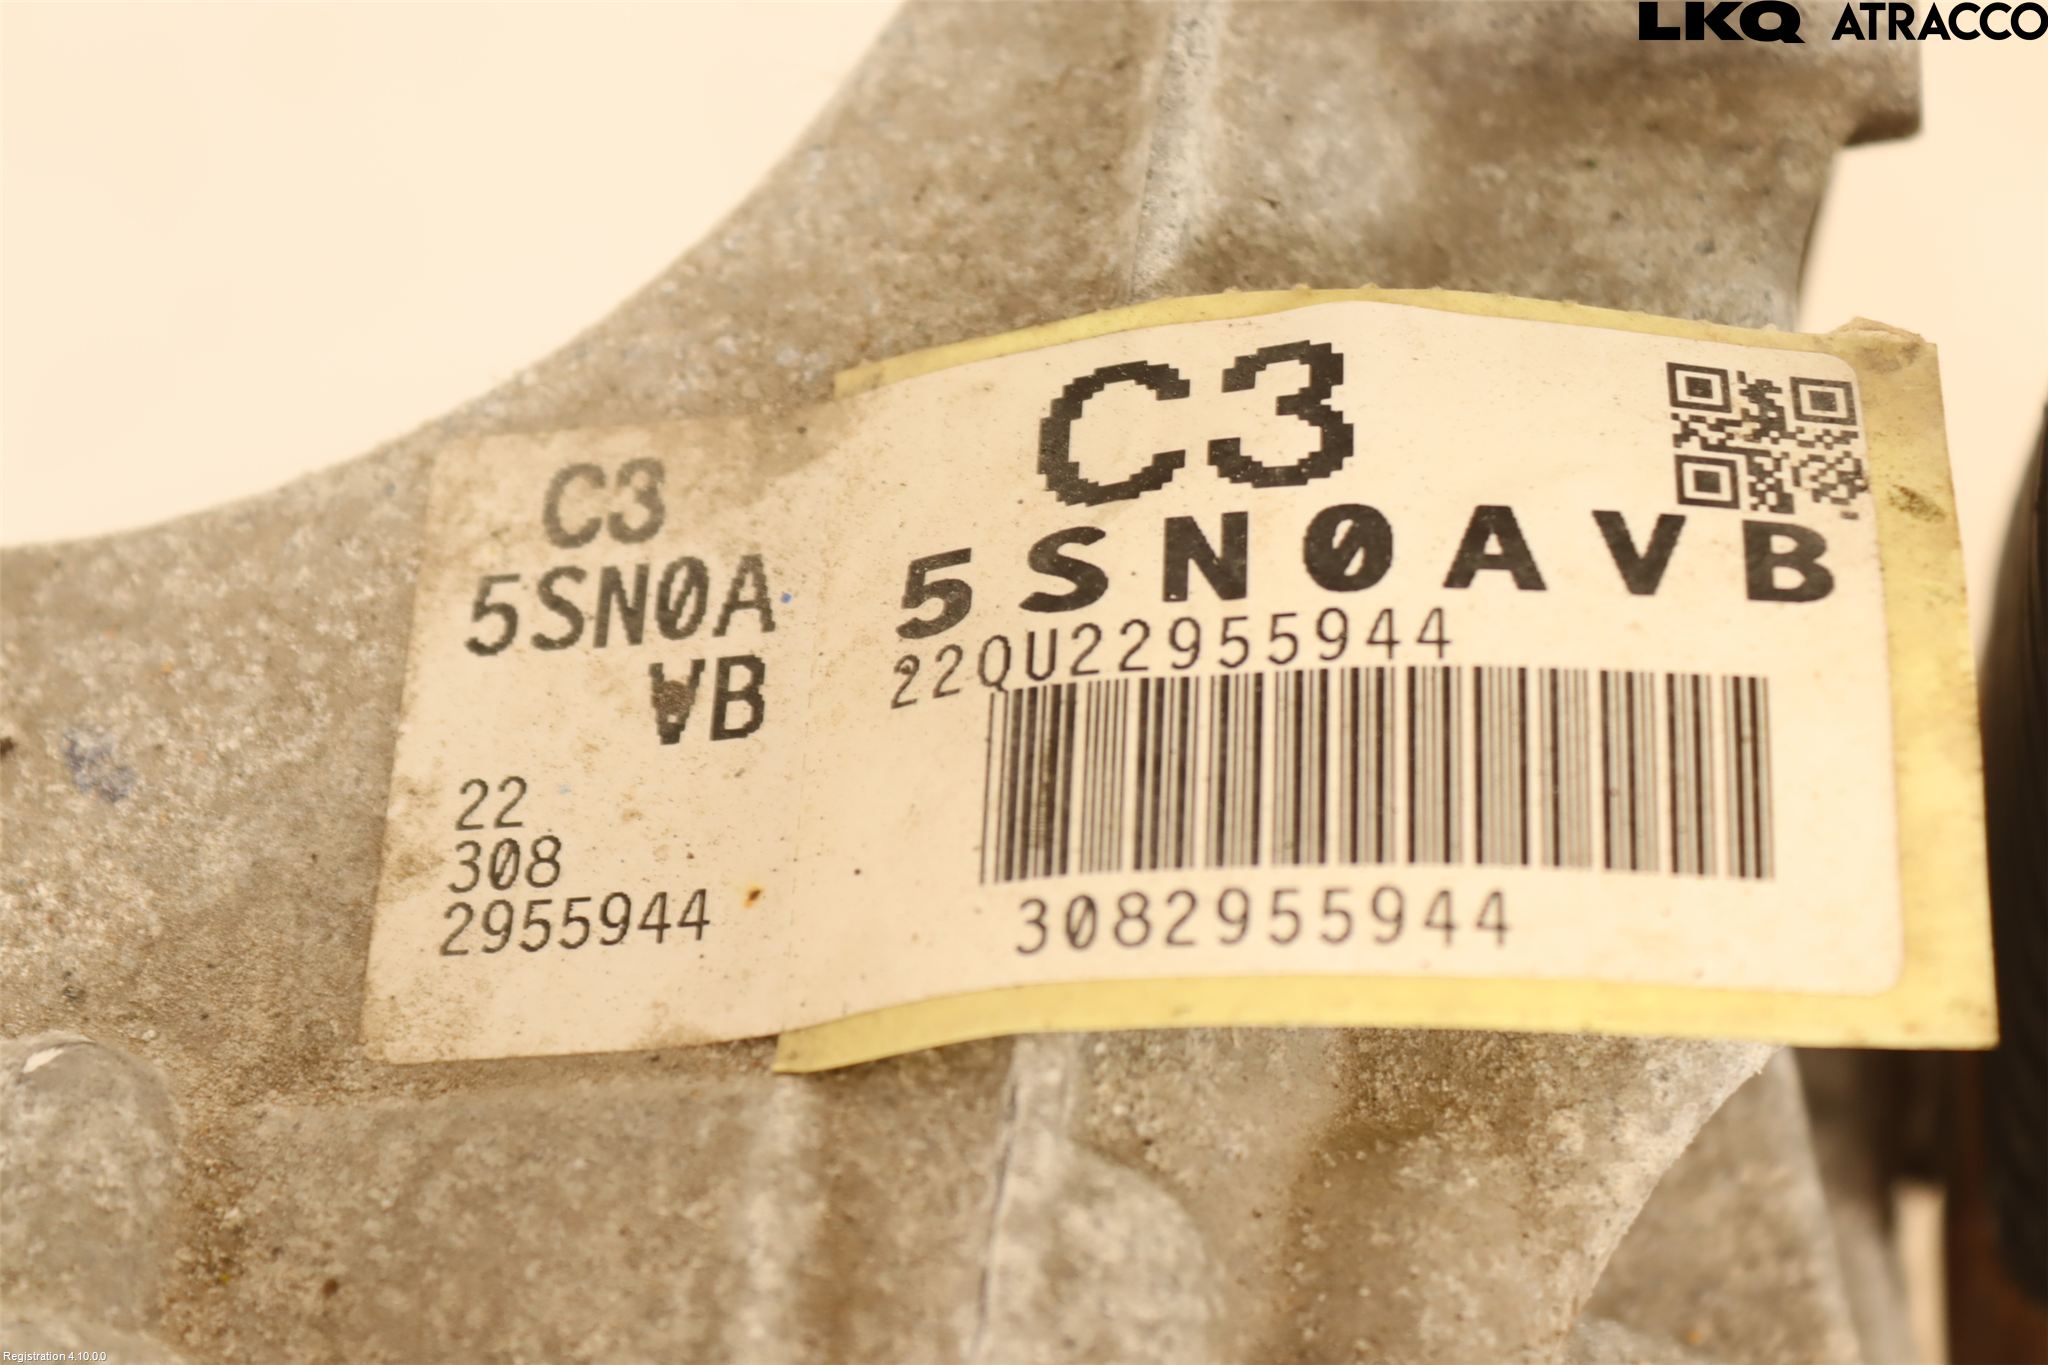 LKQ ATRACCO
C3
5SN0A
VB
22
308
2955944
C3
5SN0AVB
22QU22955944
3082955944
Registration 4.10.0.0